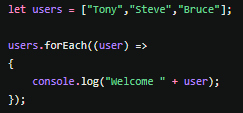 let users = ["Tony","Steve","Bruce"];
users.forEach((user) =>
{
console.log("Welcome " + user);
});